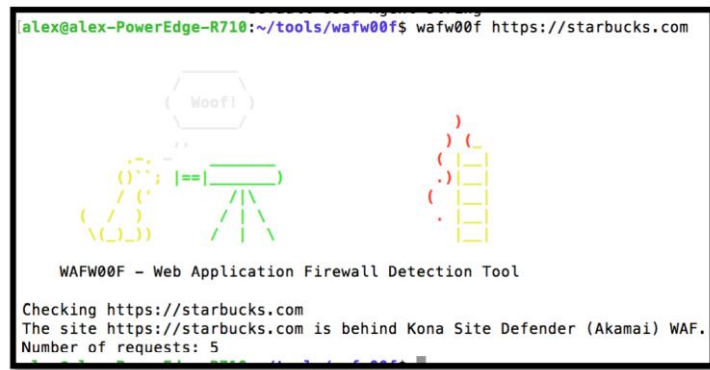 [alex@alex-PowerEdge-R710:~/tools/wafw00f$ wafw00f https://starbucks.com
( Woof! )
WAFW00F - Web Application Firewall Detection Tool
Checking https://starbucks.com
The site https://starbucks.com is behind Kona Site Defender (Akamai) WAF.
Number of requests: 5